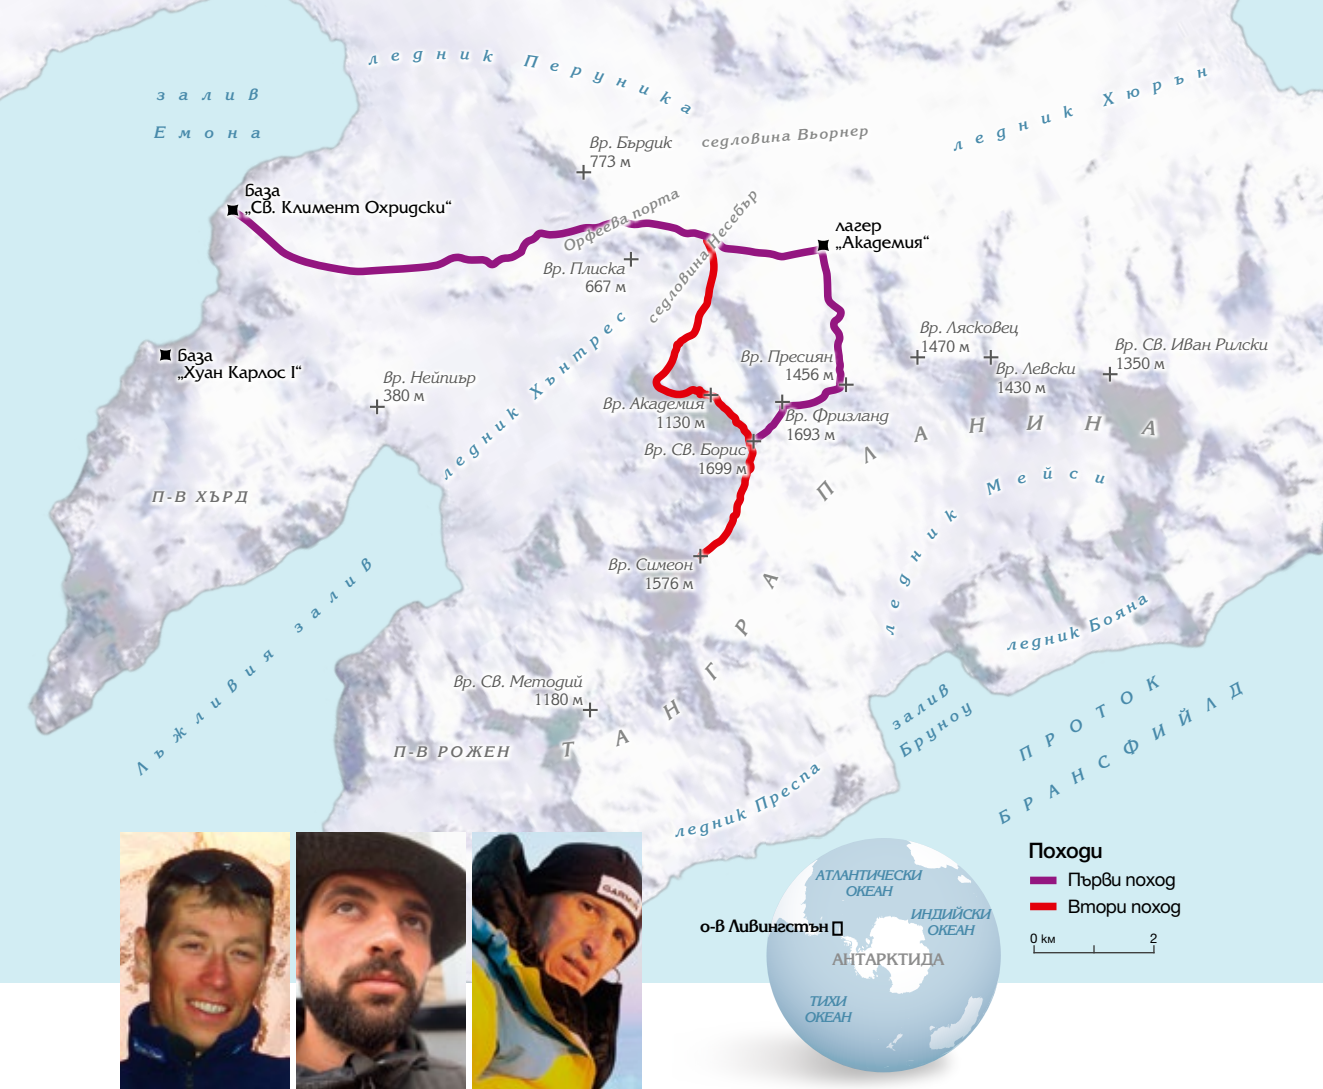 ледник Перуника
ледник Хюрън
залив
Емона
седловина Вьорнер
вр. Бърдик
773 м
база
„Св. Климент Охридски“
Орфеева порта
седловина Несебър
лагер
„Академия“
вр. Плиска
667 м
вр. Лясковец
1470 м
вр. Св. Иван Рилски
1350 м
вр. Левски
1430 м
база
„Хуан Карлос I“
вр. Пресиян
1456 м
вр. Нейпиър
380 м
ледник Хънтрес
вр. Академия
1130 м
вр. Фризланд
1693 м
вр. Св. Борис
1699 м
П-В ХЪРД
ледник Мейси
ТАНГРА ПЛАНИНА
вр. Симеон
1576 м
Лъжливия залив
ледник Бояна
вр. Св. Методий
1180 м
залив
Бруноу
ПРОТОК
БРАНСФИЙЛД
П-В РОЖЕН
ледник Преспа
GARMIN
Походи
Първи поход
Втори поход
0 км 2
АТЛАНТИЧЕСКИ
ОКЕАН
ИНДИЙСКИ
ОКЕАН
о-в Ливингстън
АНТАРКТИДА
ТИХИ
ОКЕАН